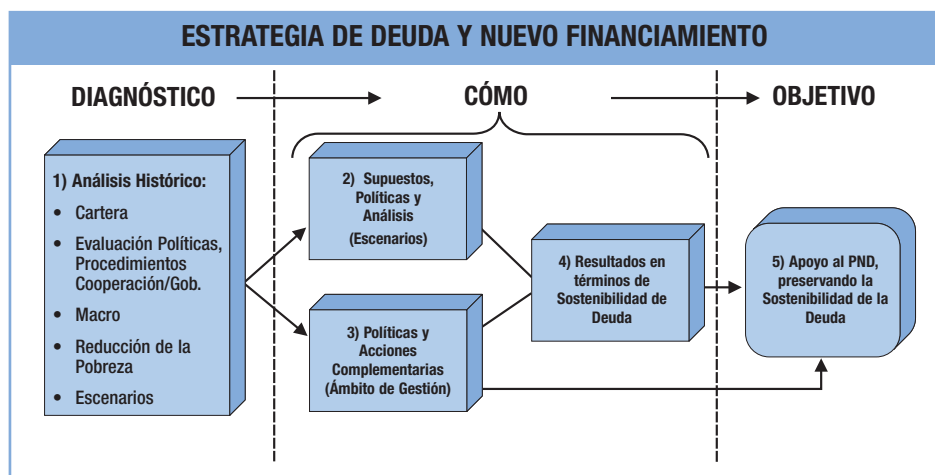 ESTRATEGIA DE DEUDA Y NUEVO FINANCIAMIENTO
DIAGNÓSTICO
CÓMO
OBJETIVO
1) Análisis Histórico:
• Cartera
• Evaluación Políticas,
Procedimientos
Cooperación/Gob.
• Macro
• Reducción de la
Pobreza
• Escenarios
2) Supuestos,
Políticas y
Análisis
(Escenarios)
3) Políticas y
Acciones
Complementarias
(Ámbito de Gestión)
4) Resultados en
términos de
Sostenibilidad de
Deuda
5) Apoyo al PND,
preservando la
Sostenibilidad de la
Deuda